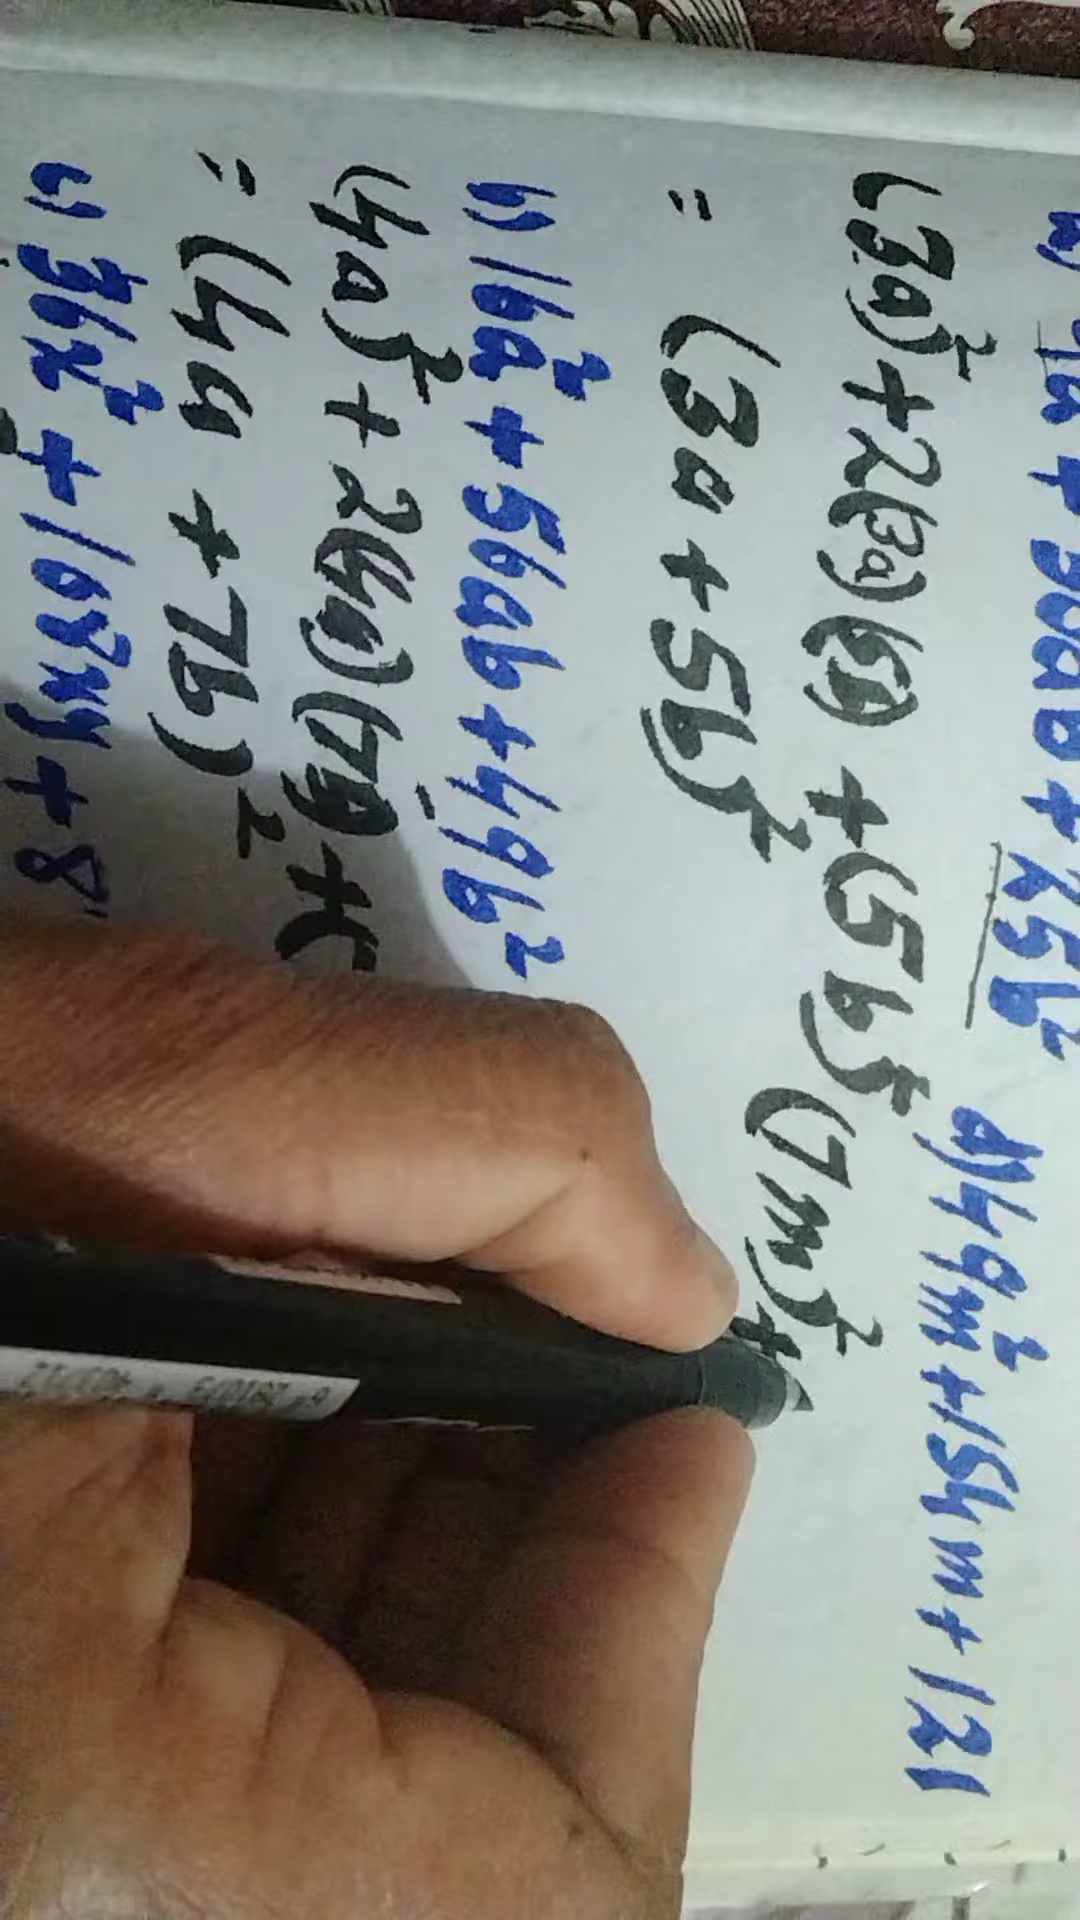 a) 9a² + 30ab + 25b²
(3a)² + 2(3a)(5b) + (5b)²
= (3a + 5b)²
b) 16a² + 56ab + 49b²
(4a)² + 2(4a)(7b) + (
= (4a + 7b)²
c) 36x² + 168xy + 8
d) 49m² + 154m + 121
(7m)² +